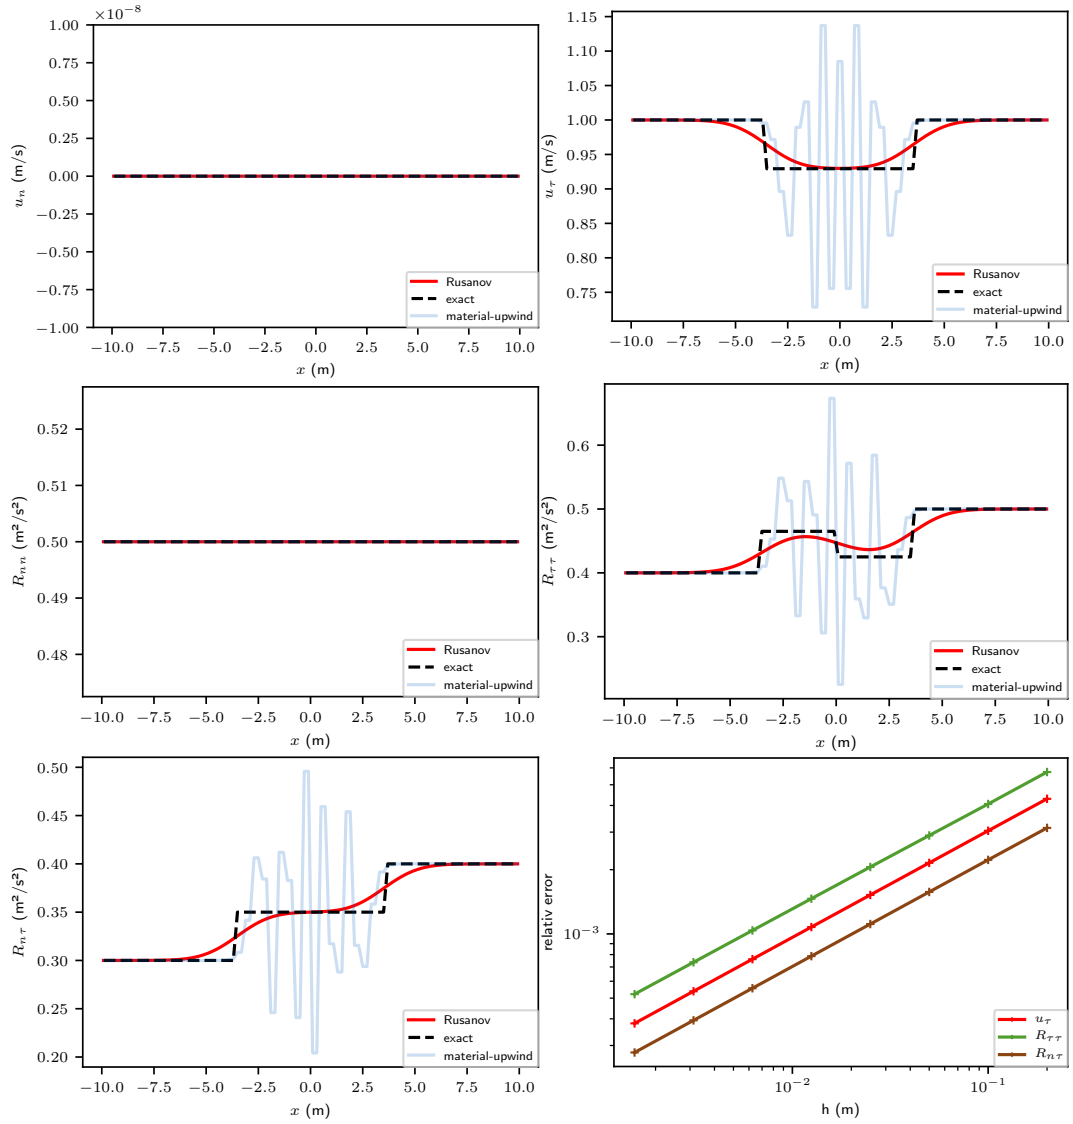 ×10⁻⁸
1.00
0.75
0.50
0.25
0.00
−0.25
−0.50
−0.75
−1.00
u_n (m/s)
−10.0 −7.5 −5.0 −2.5 0.0 2.5 5.0 7.5 10.0
x (m)
Rusanov
exact
material-upwind
1.15
1.10
1.05
1.00
0.95
0.90
0.85
0.80
0.75
u_τ (m/s)
−10.0 −7.5 −5.0 −2.5 0.0 2.5 5.0 7.5 10.0
x (m)
Rusanov
exact
material-upwind
0.52
0.51
0.50
0.49
0.48
R_nn (m²/s²)
−10.0 −7.5 −5.0 −2.5 0.0 2.5 5.0 7.5 10.0
x (m)
Rusanov
exact
material-upwind
0.6
0.5
0.4
0.3
R_ττ (m²/s²)
−10.0 −7.5 −5.0 −2.5 0.0 2.5 5.0 7.5 10.0
x (m)
Rusanov
exact
material-upwind
0.50
0.45
0.40
0.35
0.30
0.25
0.20
R_nτ (m²/s²)
−10.0 −7.5 −5.0 −2.5 0.0 2.5 5.0 7.5 10.0
x (m)
Rusanov
exact
material-upwind
10⁻³
relativ error
10⁻² 10⁻¹
h (m)
u_τ
R_ττ
R_nτ